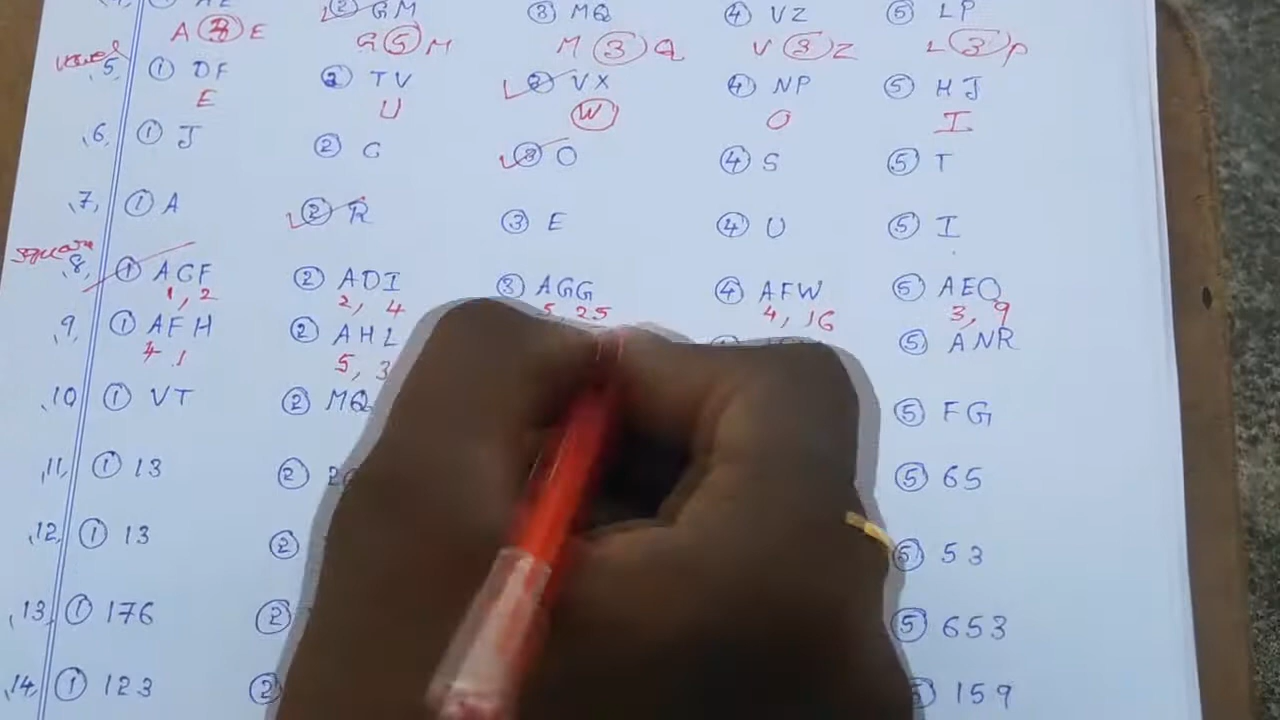 ② GM ③ MQ ④ VZ ⑤ LP
A E G ⑤ M M ③ Q V ③ Z L ③ P
vowel
5, ① DF ② TV VX ④ NP ⑤ HJ
E U W O I
6, ① J ② G ③ O ④ S ⑤ T
7, ① A ② R ③ E ④ U ⑤ I
square
8, ① ACF ② ADI ③ AGG ④ AFW ⑤ AEO
1, 2 2, 4 5, 25 4, 16 3, 9
9, ① AFH ② AHL ⑤ ANR
4, 1 5, 3
10, ① VT ② MQ ⑤ FG
11, ① 13 ② ⑤ 65
12, ① 13 ② ⑤ 53
13, ① 176 ② ⑤ 653
14, ① 123 ② 159